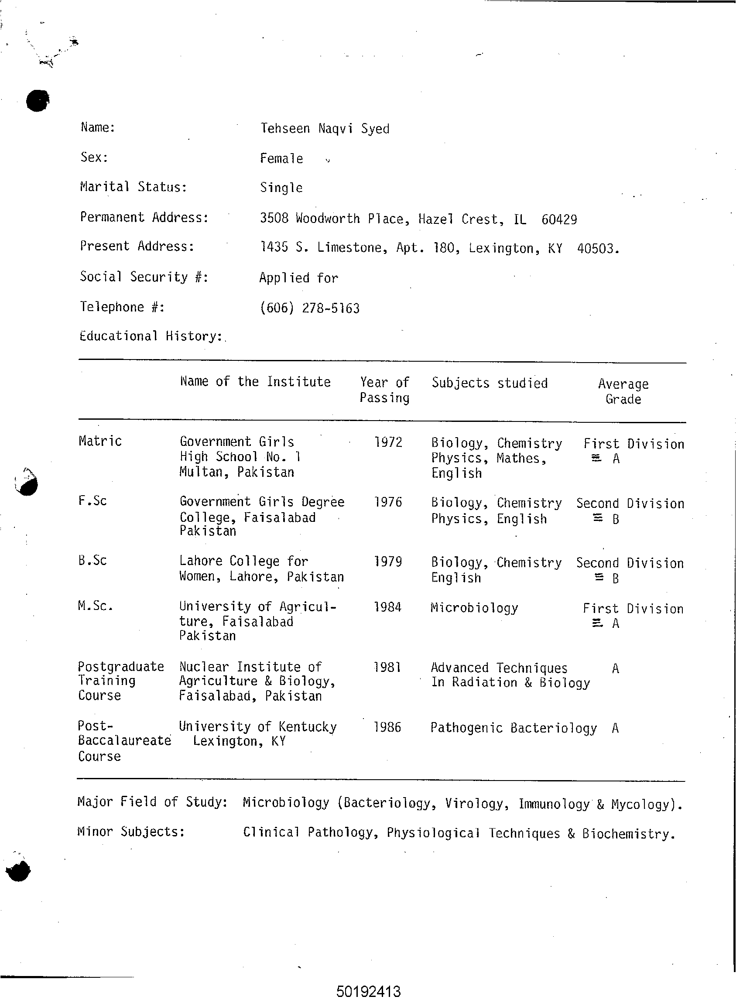 Name: Tehseen Naqvi Syed
Sex: Female
Marital Status: Single
Permanent Address: 3508 Woodworth Place, Hazel Crest, IL 60429
Present Address: 1435 S. Limestone, Apt. 180, Lexington, KY 40503.
Social Security #: Applied for
Telephone #: (606) 278-5163
Educational History:
Name of the Institute Year of Subjects studied Average
Passing Grade
Matric Government Girls 1972 Biology, Chemistry First Division
High School No. 1 Physics, Mathes, ≡ A
Multan, Pakistan English
F.Sc Government Girls Degree 1976 Biology, Chemistry Second Division
College, Faisalabad Physics, English ≡ B
Pakistan
B.Sc Lahore College for 1979 Biology, Chemistry Second Division
Women, Lahore, Pakistan English ≡ B
M.Sc. University of Agricul- 1984 Microbiology First Division
ture, Faisalabad ≡ A
Pakistan
Postgraduate Nuclear Institute of 1981 Advanced Techniques A
Training Agriculture & Biology, In Radiation & Biology
Course Faisalabad, Pakistan
Post- University of Kentucky 1986 Pathogenic Bacteriology A
Baccalaureate Lexington, KY
Course
Major Field of Study: Microbiology (Bacteriology, Virology, Immunology & Mycology).
Minor Subjects: Clinical Pathology, Physiological Techniques & Biochemistry.
50192413